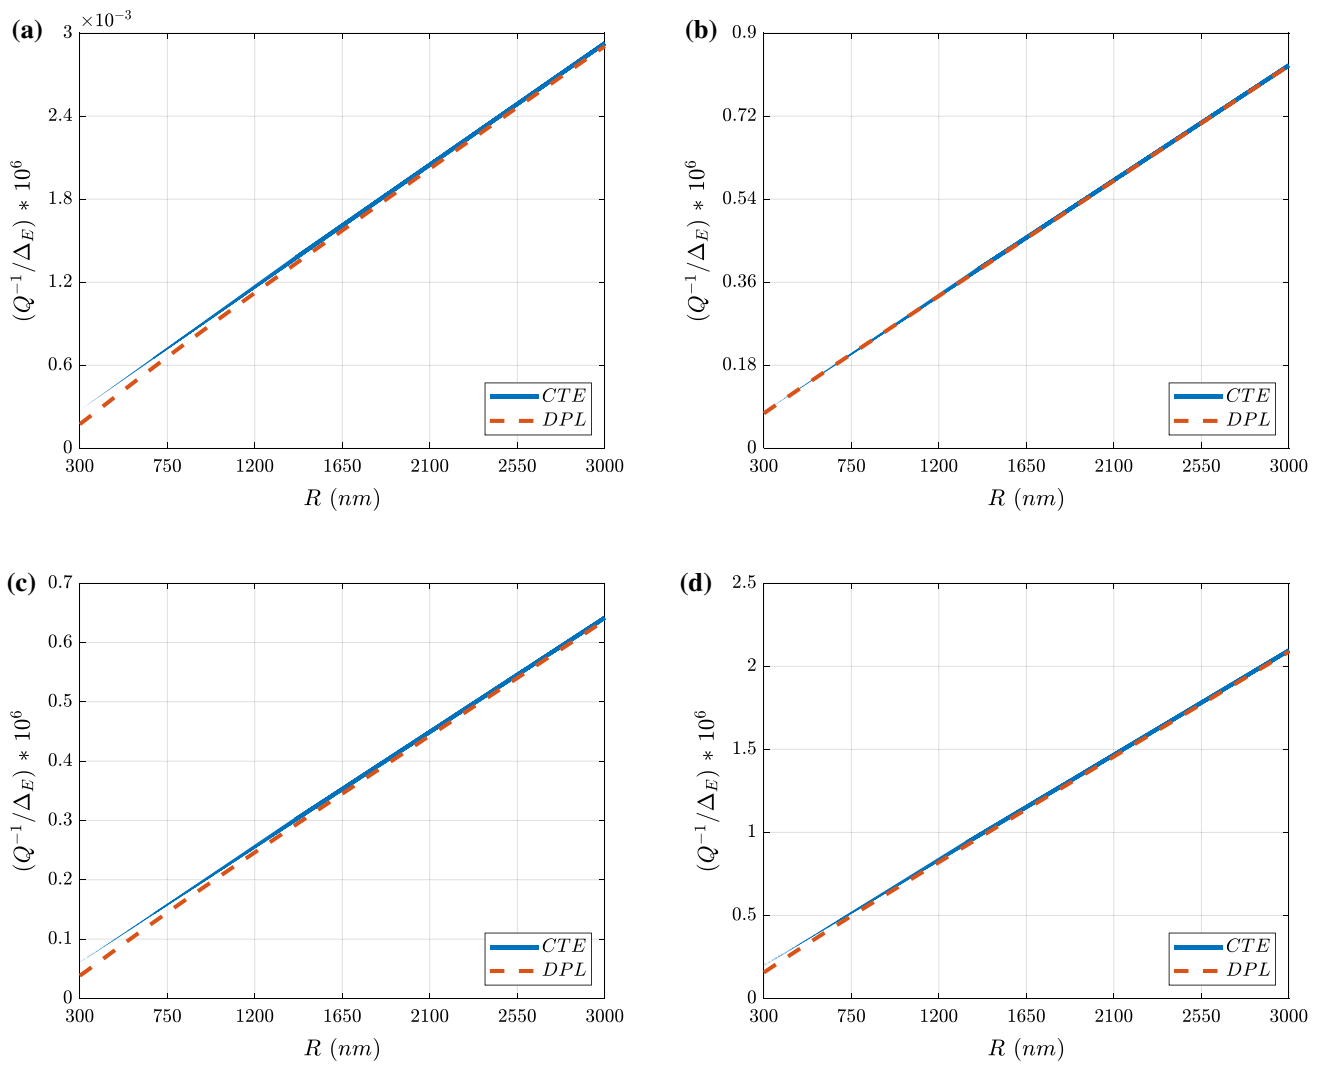 (a)
×10⁻³
3
2.4
1.8
1.2
0.6
0
(Q⁻¹/Δ_E) * 10⁶
300 750 1200 1650 2100 2550 3000
R (nm)
CTE
DPL
(b)
0.9
0.72
0.54
0.36
0.18
0
(Q⁻¹/Δ_E) * 10⁶
300 750 1200 1650 2100 2550 3000
R (nm)
CTE
DPL
(c)
0.7
0.6
0.5
0.4
0.3
0.2
0.1
0
(Q⁻¹/Δ_E) * 10⁶
300 750 1200 1650 2100 2550 3000
R (nm)
CTE
DPL
(d)
2.5
2
1.5
1
0.5
0
(Q⁻¹/Δ_E) * 10⁶
300 750 1200 1650 2100 2550 3000
R (nm)
CTE
DPL